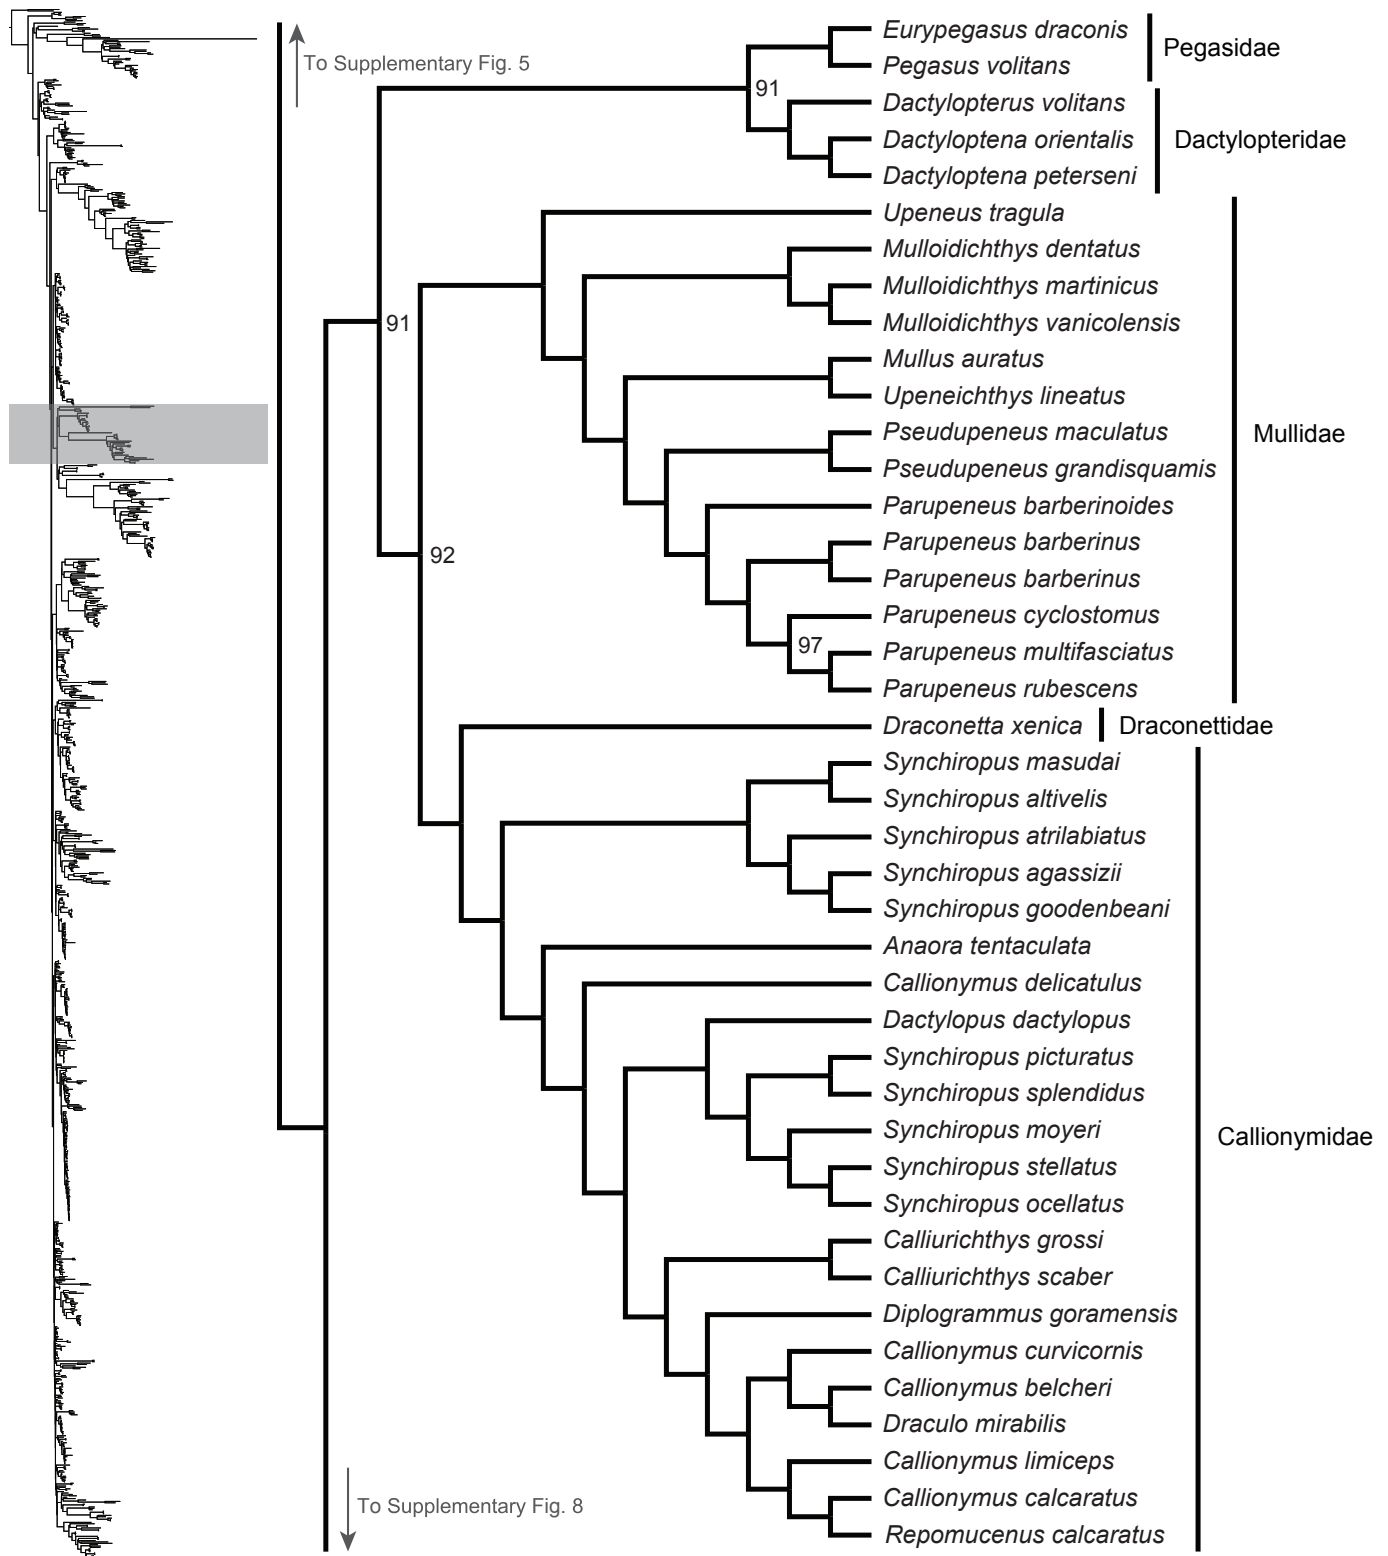 To Supplementary Fig. 5
Eurypegasus draconis
Pegasus volitans
Pegasidae
91
Dactylopterus volitans
Dactyloptena orientalis
Dactyloptena peterseni
Dactylopteridae
Upeneus tragula
Mulloidichthys dentatus
Mulloidichthys martinicus
Mulloidichthys vanicolensis
91
Mullus auratus
Upeneichthys lineatus
Pseudupeneus maculatus
Pseudupeneus grandisquamis
Mullidae
Parupeneus barberinoides
Parupeneus barberinus
92
Parupeneus barberinus
Parupeneus cyclostomus
97
Parupeneus multifasciatus
Parupeneus rubescens
Draconetta xenica
Draconettidae
Synchiropus masudai
Synchiropus altivelis
Synchiropus atrilabiatus
Synchiropus agassizii
Synchiropus goodenbeani
Anaora tentaculata
Callionymus delicatulus
Dactylopus dactylopus
Synchiropus picturatus
Synchiropus splendidus
Synchiropus moyeri
Callionymidae
Synchiropus stellatus
Synchiropus ocellatus
Calliurichthys grossi
Calliurichthys scaber
Diplogrammus goramensis
Callionymus curvicornis
Callionymus belcheri
Draculo mirabilis
Callionymus limiceps
Callionymus calcaratus
To Supplementary Fig. 8
Repomucenus calcaratus